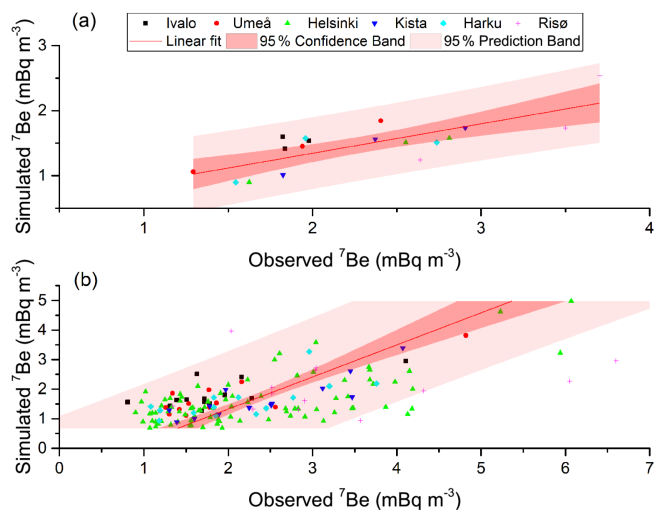 Ivalo Umeå Helsinki Kista Harku Risø
Linear fit 95 % Confidence Band 95 % Prediction Band
(a)
3
2
1
Simulated ⁷Be (mBq m⁻³)
1 2 3 4
Observed ⁷Be (mBq m⁻³)
(b)
5
4
3
2
1
0
Simulated ⁷Be (mBq m⁻³)
0 1 2 3 4 5 6 7
Observed ⁷Be (mBq m⁻³)